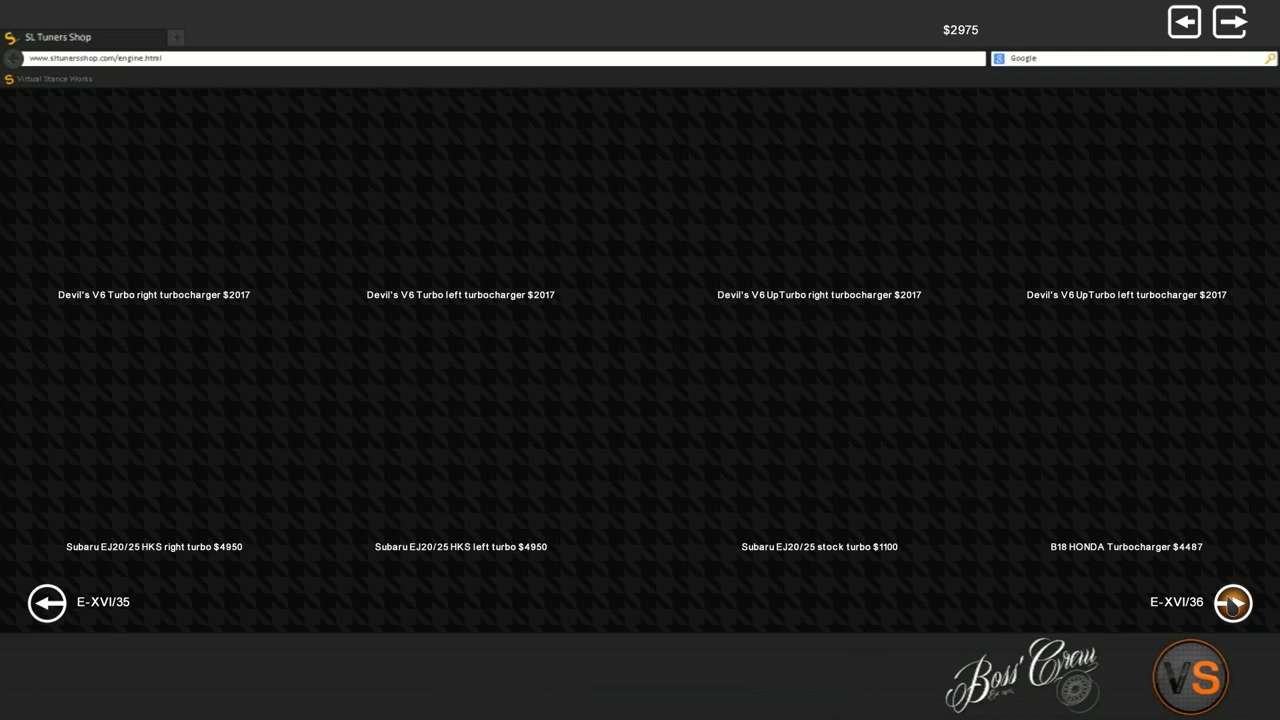 $2975
SL Tuners Shop
www.sltunersshop.com/engine.html
Google
Virtual Stance Works
Devil's V6 Turbo right turbocharger $2017
Devil's V6 Turbo left turbocharger $2017
Devil's V6 UpTurbo right turbocharger $2017
Devil's V6 UpTurbo left turbocharger $2017
Subaru EJ20/25 HKS right turbo $4950
Subaru EJ20/25 HKS left turbo $4950
Subaru EJ20/25 stock turbo $1100
B18 HONDA Turbocharger $4487
E-XVI/35
E-XVI/36
Boss' Crew
VS